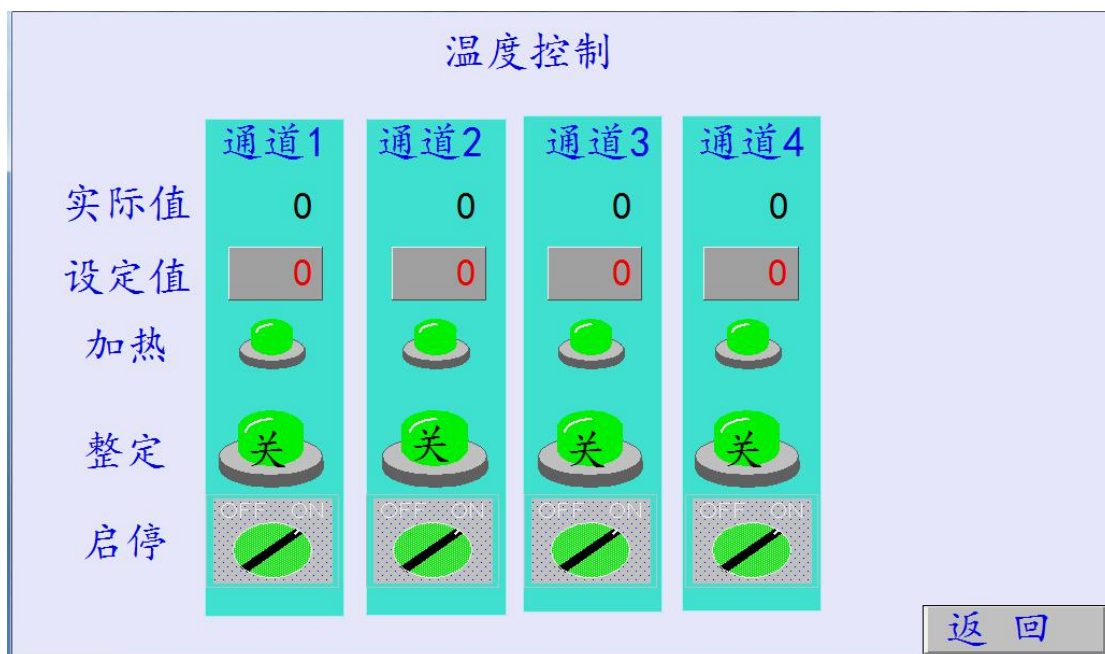 温度控制
通道1 通道2 通道3 通道4
实际值 0 0 0 0
设定值 0 0 0 0
加热
整定 关 关 关 关
OFF ON OFF ON OFF ON OFF ON
启停
返 回